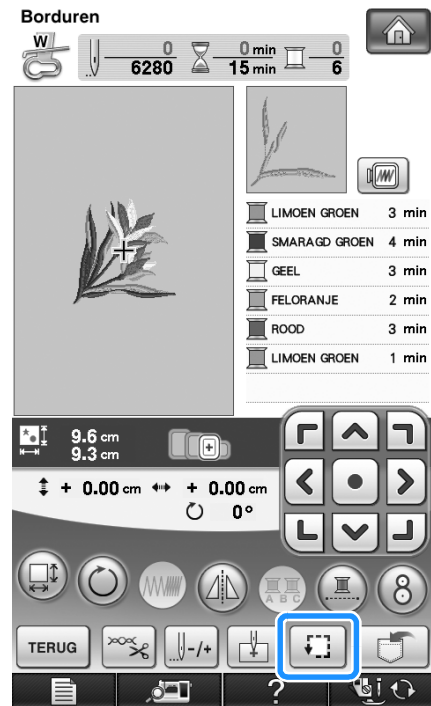 Borduren
W
0 0 min 0
6280 15 min 6
LIMOEN GROEN 3 min
SMARAGD GROEN 4 min
GEEL 3 min
FELORANJE 2 min
ROOD 3 min
LIMOEN GROEN 1 min
9.6 cm
9.3 cm
+ 0.00 cm + 0.00 cm
0°
A B C
8
TERUG -/+
?